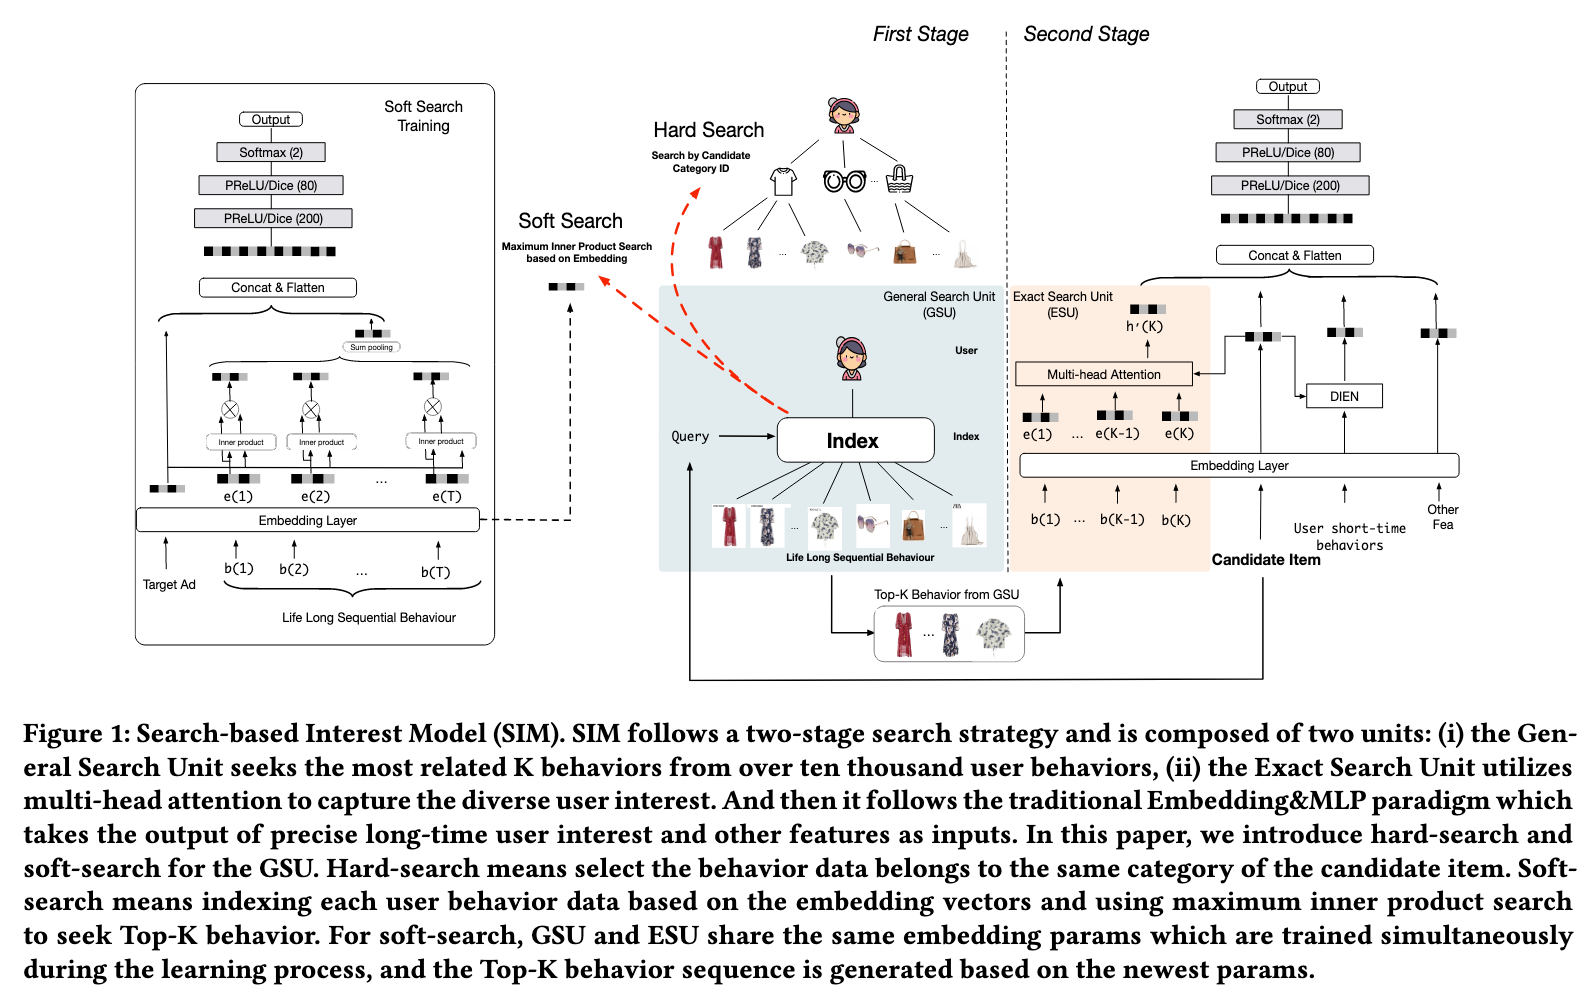 First Stage
Second Stage
Soft Search
Training
Output
Softmax (2)
PReLU/Dice (80)
PReLU/Dice (200)
Concat & Flatten
Sum pooling
Inner product
Inner product
Inner product
e(1)
e(2)
...
e(T)
Embedding Layer
Target Ad
b(1)
b(2)
...
b(T)
Life Long Sequential Behaviour
Soft Search
Maximum Inner Product Search
based on Embedding
Hard Search
Search by Candidate
Category ID
...
...
...
General Search Unit
(GSU)
User
Query
Index
Index
...
...
Life Long Sequential Behaviour
Top-K Behavior from GSU
...
Output
Softmax (2)
PReLU/Dice (80)
PReLU/Dice (200)
Concat & Flatten
Exact Search Unit
(ESU)
h'(K)
Multi-head Attention
DIEN
e(1)
...
e(K-1)
e(K)
Embedding Layer
b(1)
...
b(K-1)
b(K)
Candidate Item
User short-time
behaviors
Other
Fea
Figure 1: Search-based Interest Model (SIM). SIM follows a two-stage search strategy and is composed of two units: (i) the Gen-
eral Search Unit seeks the most related K behaviors from over ten thousand user behaviors, (ii) the Exact Search Unit utilizes
multi-head attention to capture the diverse user interest. And then it follows the traditional Embedding&MLP paradigm which
takes the output of precise long-time user interest and other features as inputs. In this paper, we introduce hard-search and
soft-search for the GSU. Hard-search means select the behavior data belongs to the same category of the candidate item. Soft-
search means indexing each user behavior data based on the embedding vectors and using maximum inner product search
to seek Top-K behavior. For soft-search, GSU and ESU share the same embedding params which are trained simultaneously
during the learning process, and the Top-K behavior sequence is generated based on the newest params.